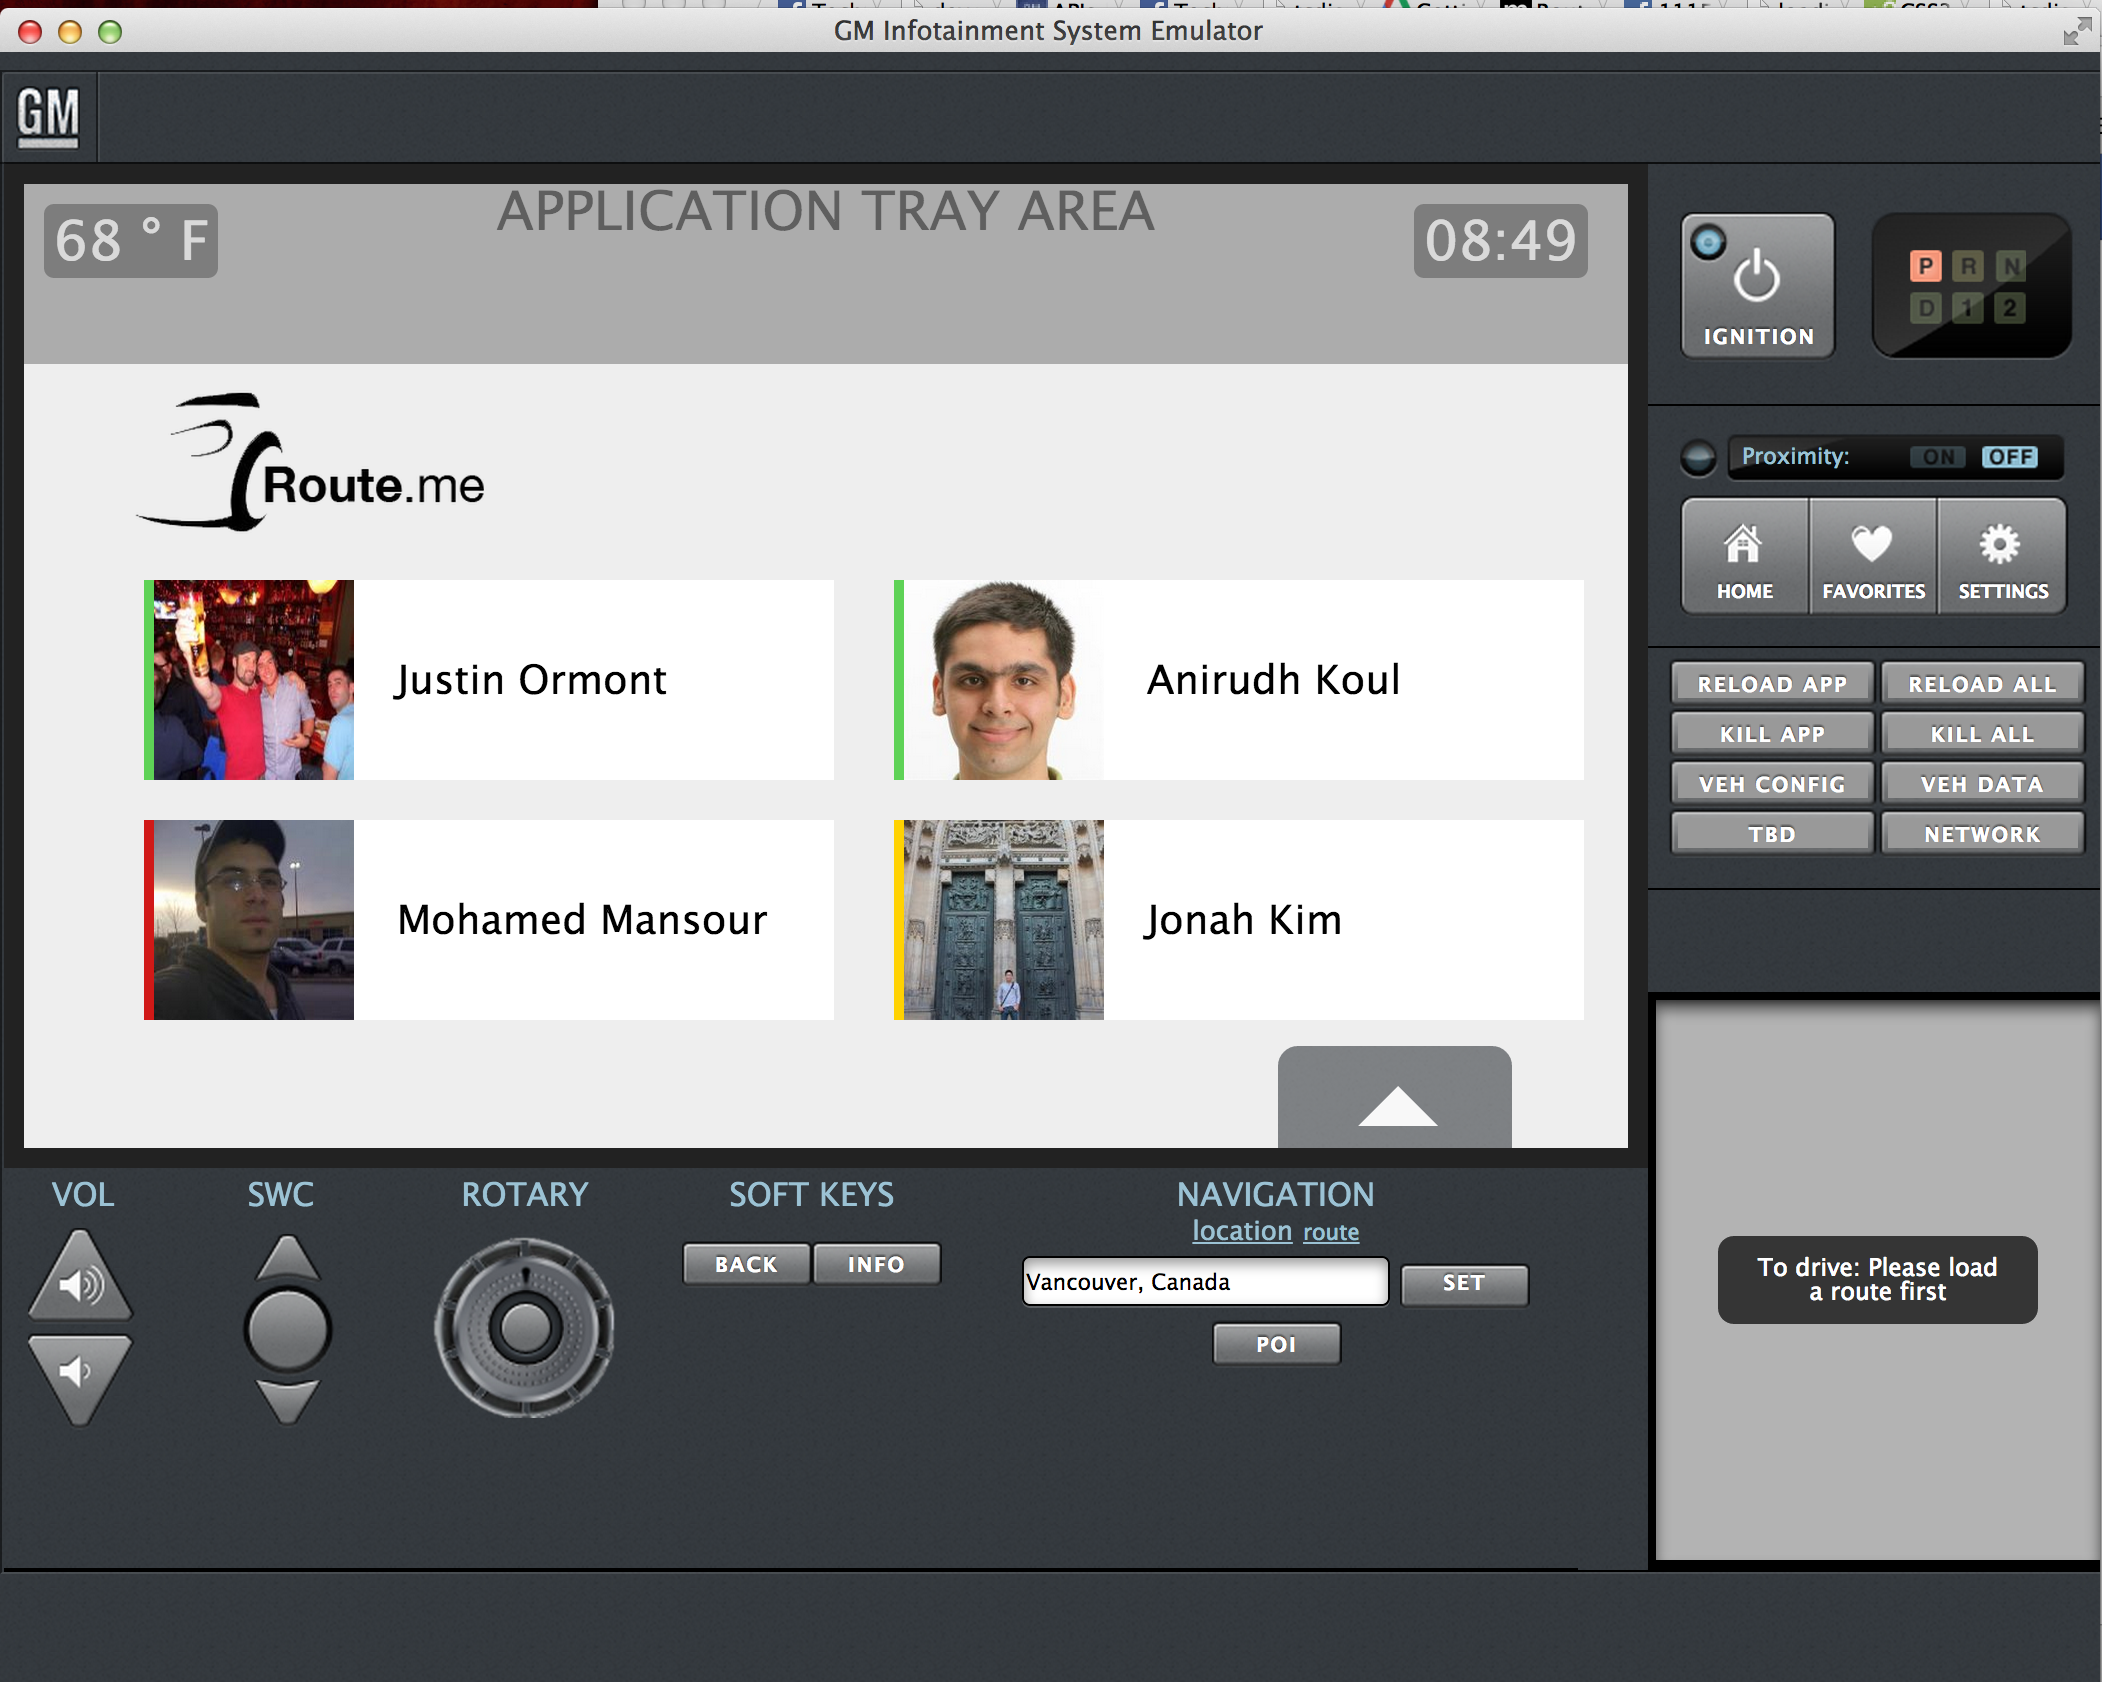 GM Infotainment System Emulator
GM
68 ° F
APPLICATION TRAY AREA
08:49
Route.me
Justin Ormont
Anirudh Koul
Mohamed Mansour
Jonah Kim
IGNITION
P R N
D 1 2
Proximity: ON OFF
HOME FAVORITES SETTINGS
RELOAD APP RELOAD ALL
KILL APP KILL ALL
VEH CONFIG VEH DATA
TBD NETWORK
To drive: Please load
a route first
VOL SWC ROTARY SOFT KEYS NAVIGATION
location route
BACK INFO
Vancouver, Canada SET
POI